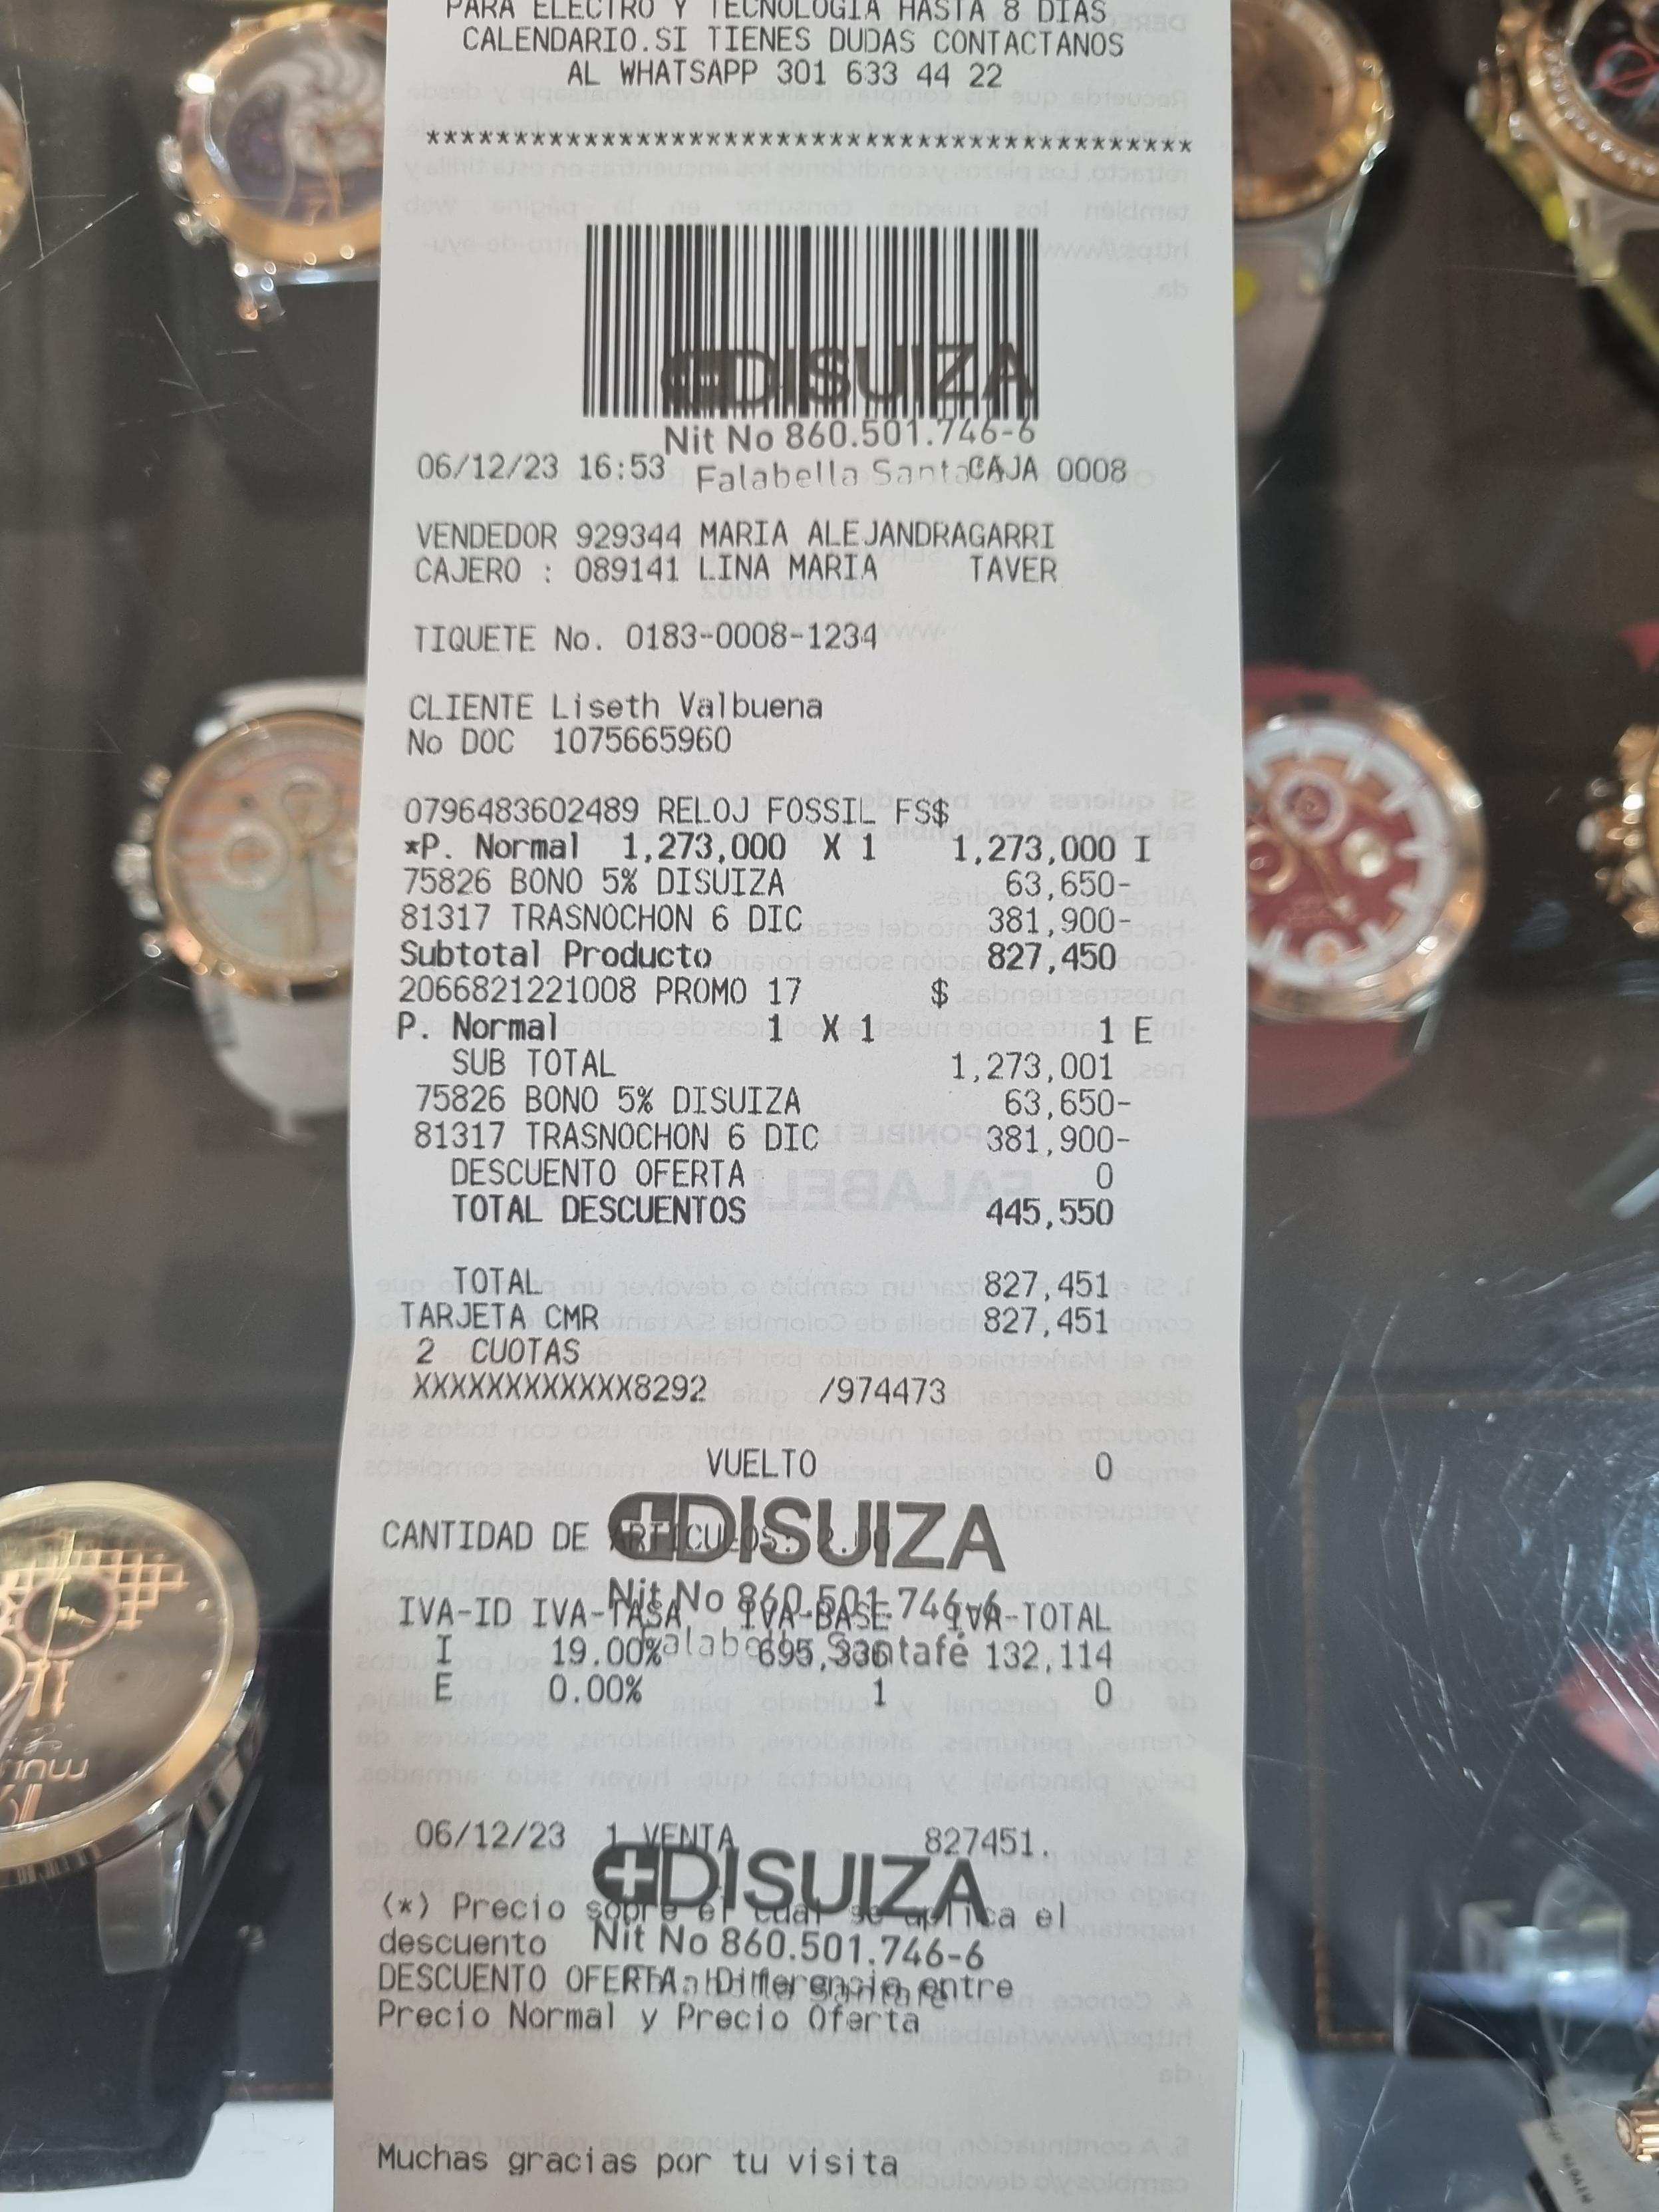 PARA ELECTRO Y TECNOLOGIA HASTA 8 DIAS
CALENDARIO.SI TIENES DUDAS CONTACTANOS
AL WHATSAPP 301 633 44 22
******************************************
DISUIZA
Nit No 860.501.746-6
06/12/23 16:53 Falabella Santa CAJA 0008
VENDEDOR 929344 MARIA ALEJANDRAGARRI
CAJERO : 089141 LINA MARIA TAVER
TIQUETE No. 0183-0008-1234
CLIENTE Liseth Valbuena
No DOC 1075665960
0796483602489 RELOJ FOSSIL FS$
*P. Normal 1,273,000 X 1 1,273,000 I
75826 BONO 5% DISUIZA 63,650-
81317 TRASNOCHON 6 DIC 381,900-
Subtotal Producto 827,450
2066821221008 PROMO 17 $
P. Normal 1 X 1 1 E
SUB TOTAL 1,273,001
75826 BONO 5% DISUIZA 63,650-
81317 TRASNOCHON 6 DIC 381,900-
DESCUENTO OFERTA 0
TOTAL DESCUENTOS 445,550
TOTAL 827,451
TARJETA CMR 827,451
2 CUOTAS
XXXXXXXXXXXX8292 /974473
VUELTO 0
DISUIZA
CANTIDAD DE ARTICULOS:
Nit No 860.501.746-6
IVA-ID IVA-TASA IVA-BASE IVA-TOTAL
Falabella Santafé
I 19.00% 695,336 132,114
E 0.00% 1 0
06/12/23 1 VENTA 827451.
DISUIZA
(*) Precio sobre el cual se aplica el
descuento
Nit No 860.501.746-6
DESCUENTO OFERTA: Diferencia entre
Precio Normal y Precio Oferta
Muchas gracias por tu visita